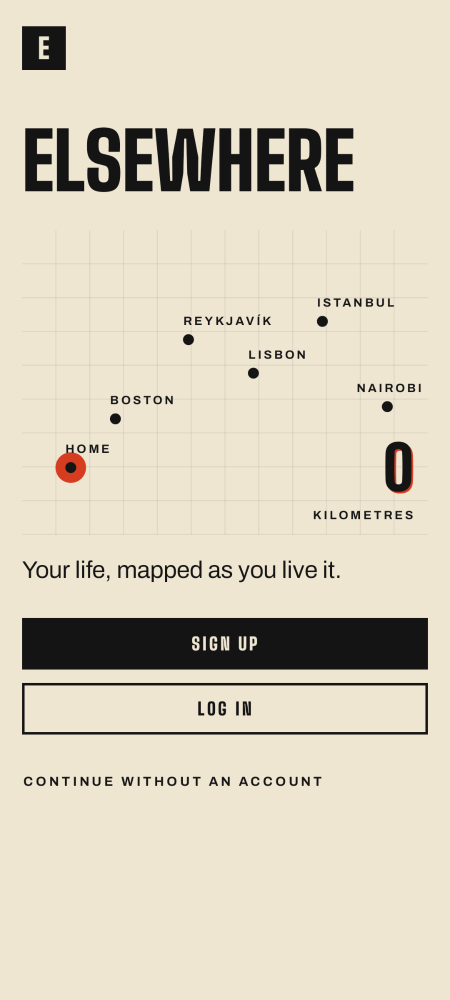 E
ELSEWHERE
ISTANBUL
REYKJAVÍK
LISBON
NAIROBI
BOSTON
HOME
0
KILOMETRES
Your life, mapped as you live it.
SIGN UP
LOG IN
CONTINUE WITHOUT AN ACCOUNT